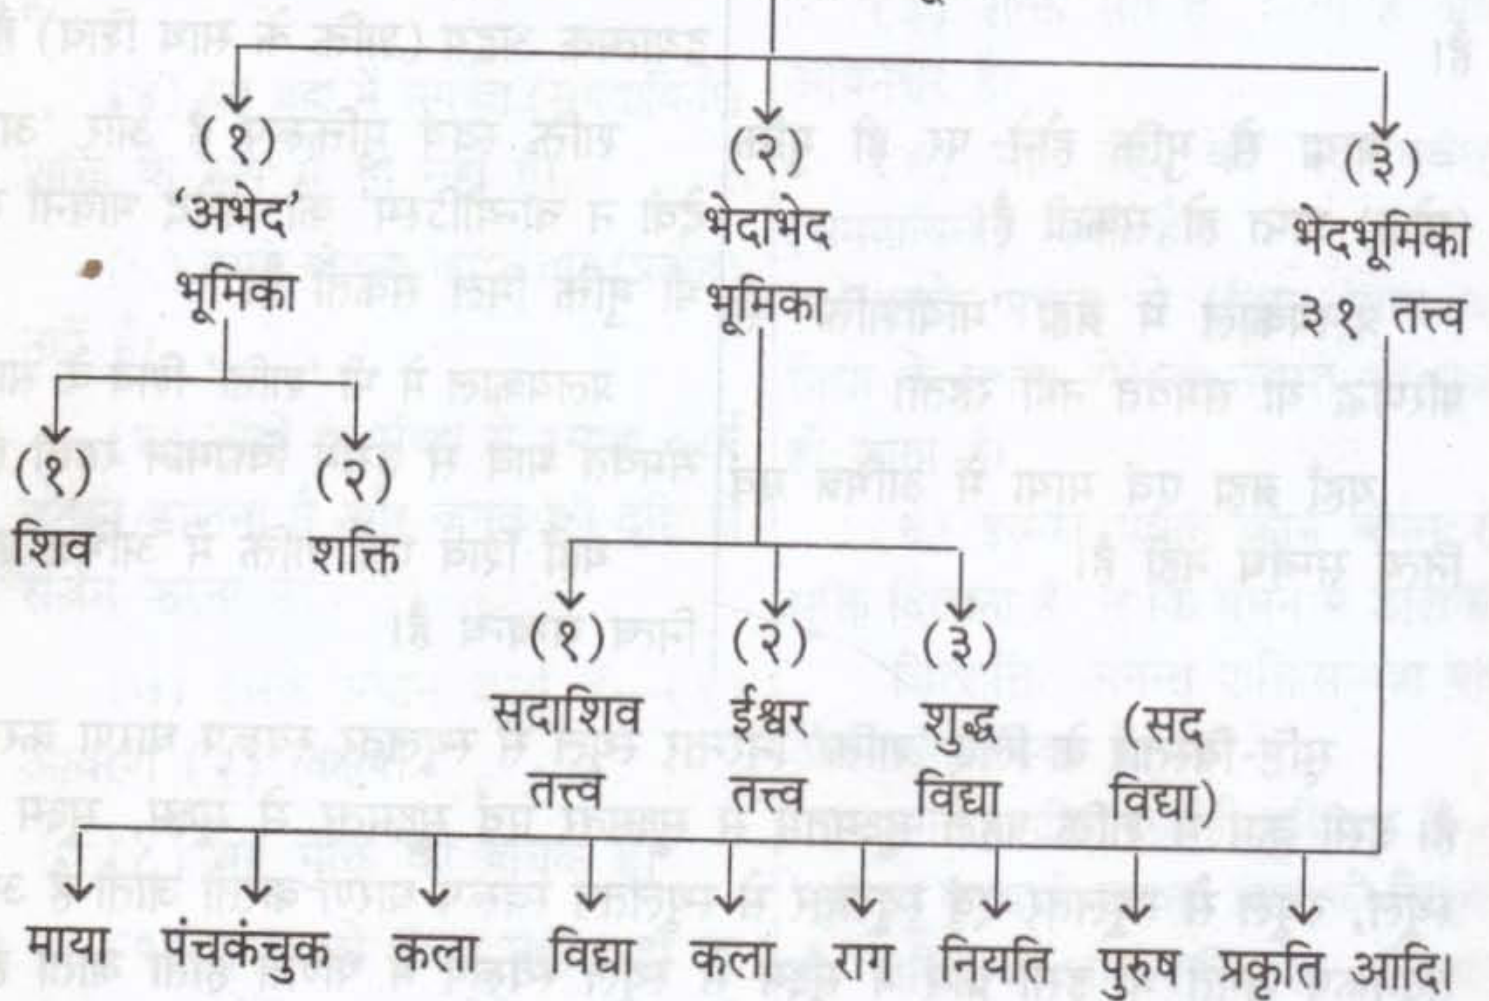 (१) (२) (३)
‘अभेद’ भेदाभेद भेदभूमिका
भूमिका भूमिका ३१ तत्त्व
(१) (२)
शिव शक्ति
(१) (२) (३)
सदाशिव ईश्वर शुद्ध (सद
तत्त्व तत्त्व विद्या विद्या)
माया पंचकंचुक कला विद्या कला राग नियति पुरुष प्रकृति आदि।